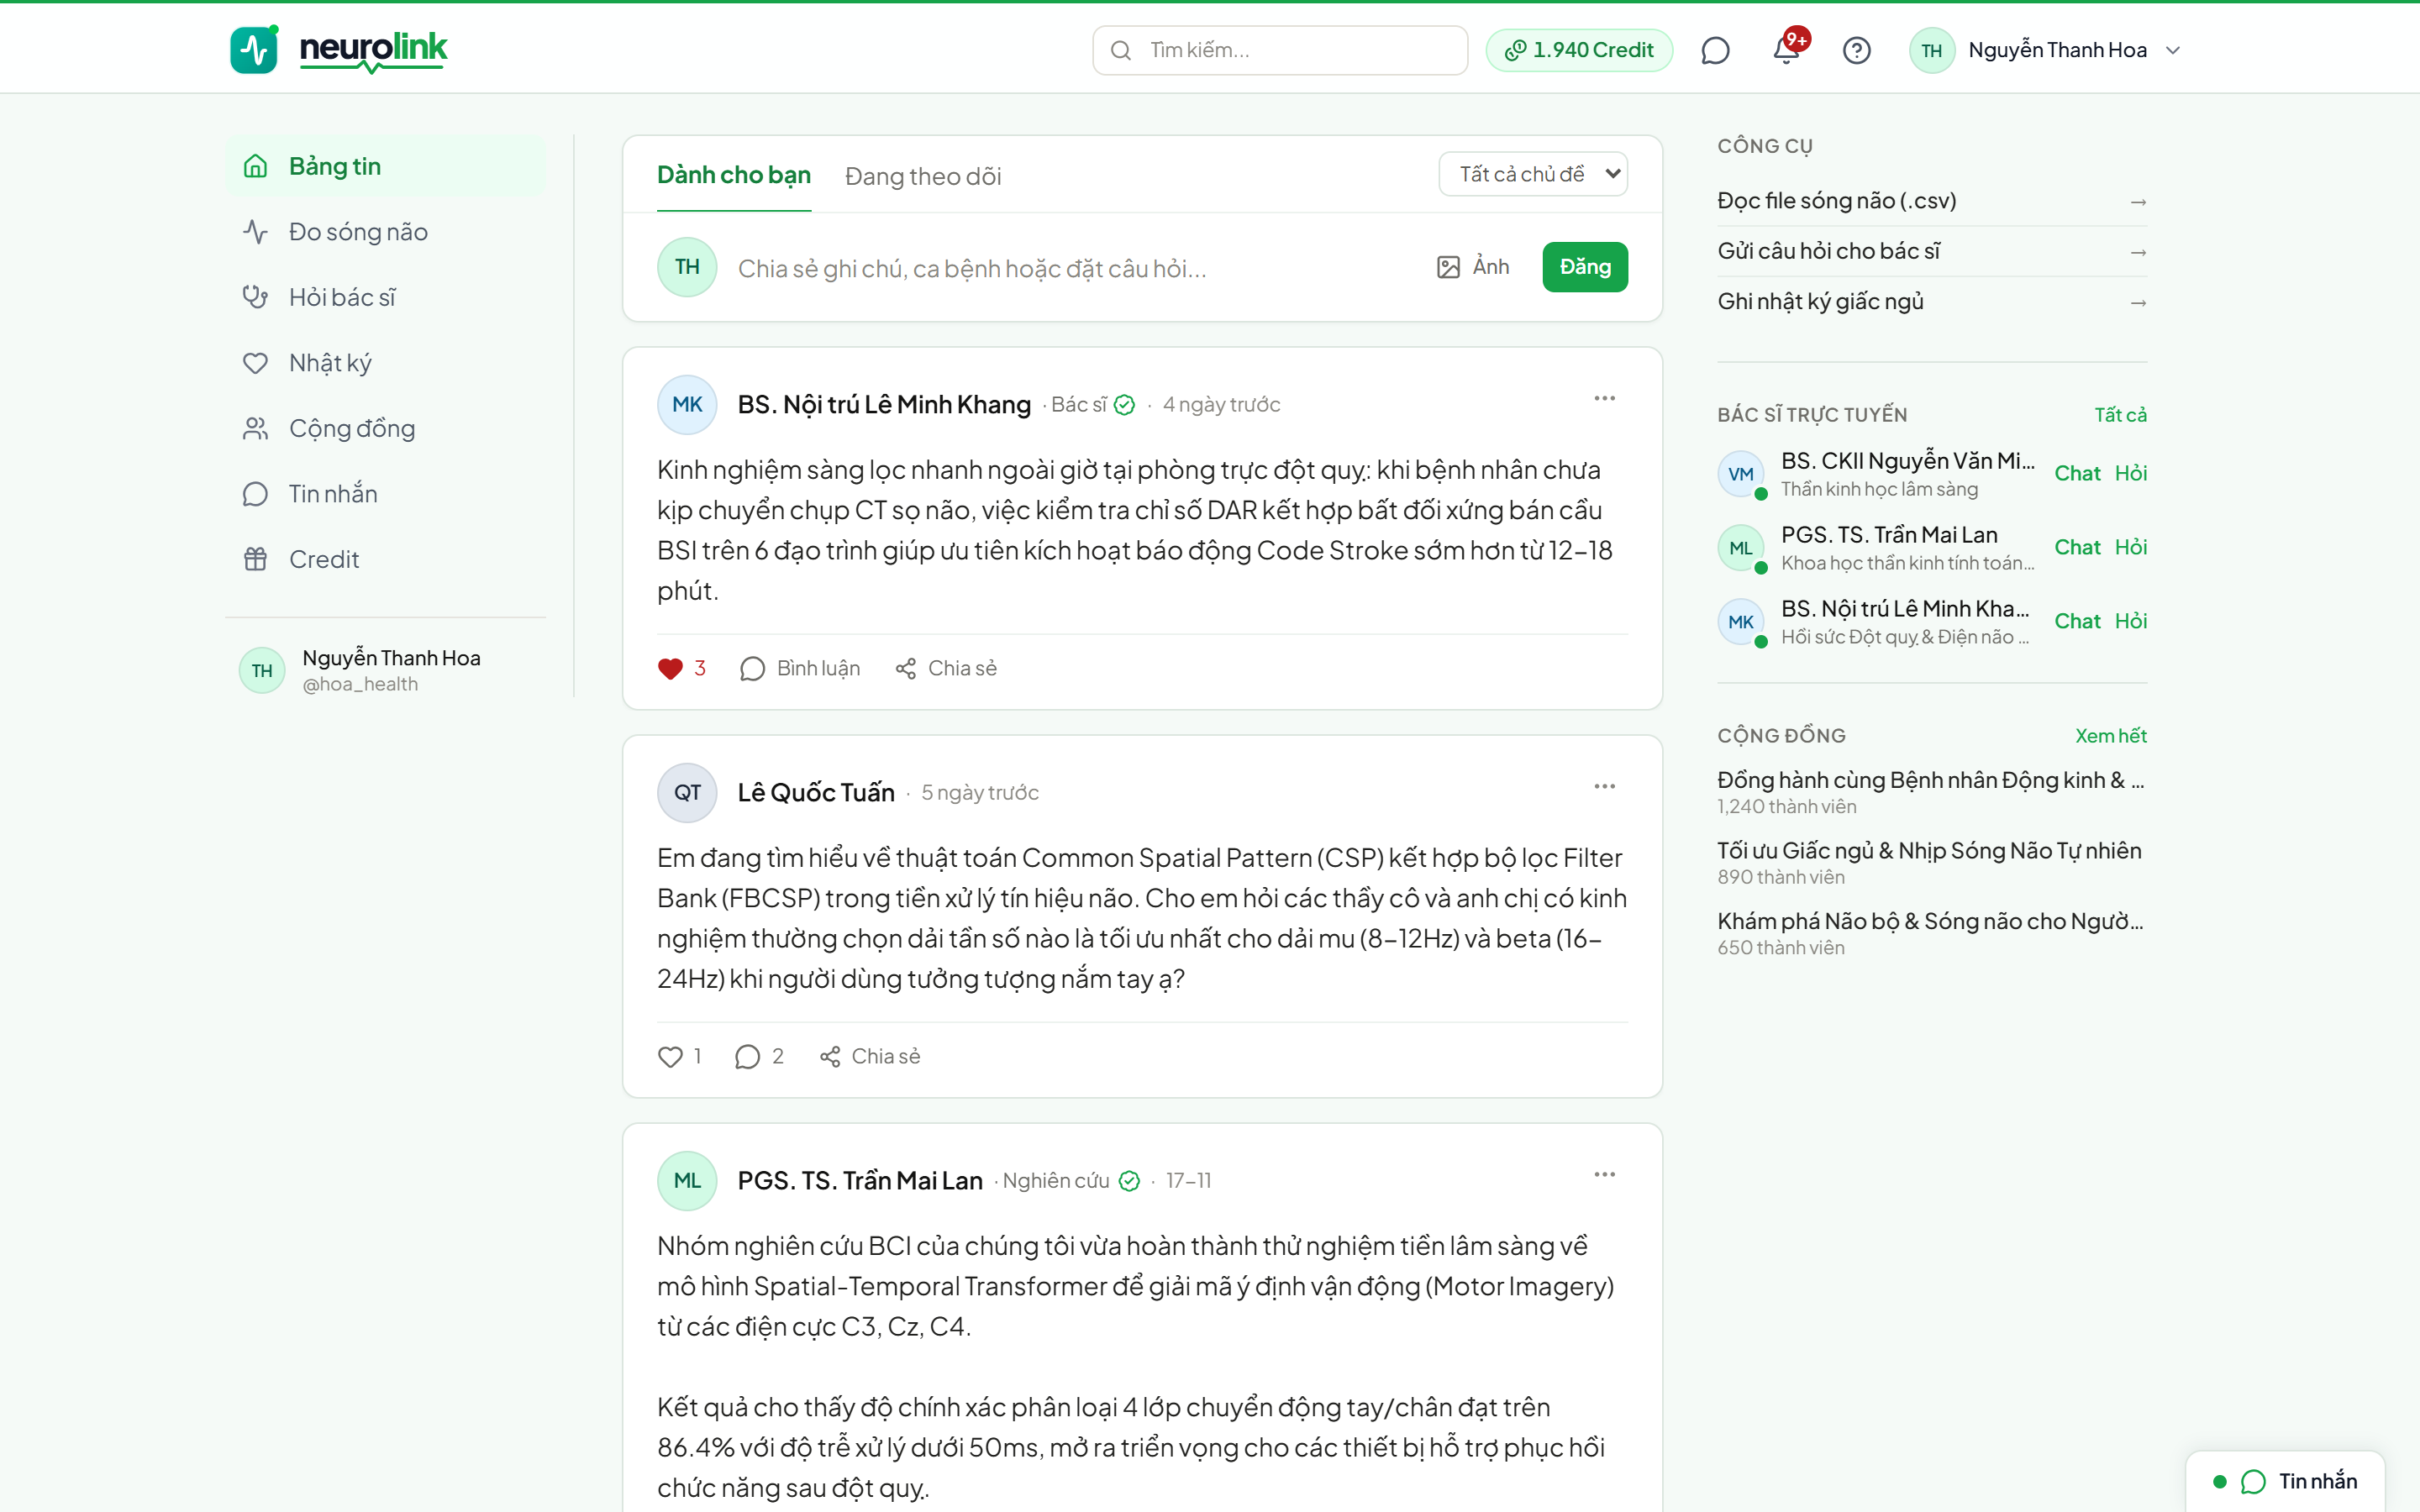 neurolink
Tìm kiếm...
1.940 Credit
9+
TH
Nguyễn Thanh Hoa
Bảng tin
Đo sóng não
Hỏi bác sĩ
Nhật ký
Cộng đồng
Tin nhắn
Credit
TH
Nguyễn Thanh Hoa
@hoa_health
Dành cho bạn
Đang theo dõi
Tất cả chủ đề
TH
Chia sẻ ghi chú, ca bệnh hoặc đặt câu hỏi...
Ảnh
Đăng
MK
BS. Nội trú Lê Minh Khang · Bác sĩ · 4 ngày trước
Kinh nghiệm sàng lọc nhanh ngoài giờ tại phòng trực đột quỵ: khi bệnh nhân chưa
kịp chuyển chụp CT sọ não, việc kiểm tra chỉ số DAR kết hợp bất đối xứng bán cầu
BSI trên 6 đạo trình giúp ưu tiên kích hoạt báo động Code Stroke sớm hơn từ 12–18
phút.
3
Bình luận
Chia sẻ
QT
Lê Quốc Tuấn · 5 ngày trước
Em đang tìm hiểu về thuật toán Common Spatial Pattern (CSP) kết hợp bộ lọc Filter
Bank (FBCSP) trong tiền xử lý tín hiệu não. Cho em hỏi các thầy cô và anh chị có kinh
nghiệm thường chọn dải tần số nào là tối ưu nhất cho dải mu (8–12Hz) và beta (16–
24Hz) khi người dùng tưởng tượng nắm tay ạ?
1
2
Chia sẻ
ML
PGS. TS. Trần Mai Lan · Nghiên cứu · 17–11
Nhóm nghiên cứu BCI của chúng tôi vừa hoàn thành thử nghiệm tiền lâm sàng về
mô hình Spatial-Temporal Transformer để giải mã ý định vận động (Motor Imagery)
từ các điện cực C3, Cz, C4.
Kết quả cho thấy độ chính xác phân loại 4 lớp chuyển động tay/chân đạt trên
86.4% với độ trễ xử lý dưới 50ms, mở ra triển vọng cho các thiết bị hỗ trợ phục hồi
chức năng sau đột quỵ.
CÔNG CỤ
Đọc file sóng não (.csv) →
Gửi câu hỏi cho bác sĩ →
Ghi nhật ký giấc ngủ →
BÁC SĨ TRỰC TUYẾN
Tất cả
VM
BS. CKII Nguyễn Văn Mi...
Thần kinh học lâm sàng
Chat
Hỏi
ML
PGS. TS. Trần Mai Lan
Khoa học thần kinh tính toán...
Chat
Hỏi
MK
BS. Nội trú Lê Minh Kha...
Hồi sức Đột quỵ & Điện não ...
Chat
Hỏi
CỘNG ĐỒNG
Xem hết
Đồng hành cùng Bệnh nhân Động kinh & ...
1,240 thành viên
Tối ưu Giấc ngủ & Nhịp Sóng Não Tự nhiên
890 thành viên
Khám phá Não bộ & Sóng não cho Ngườ...
650 thành viên
Tin nhắn